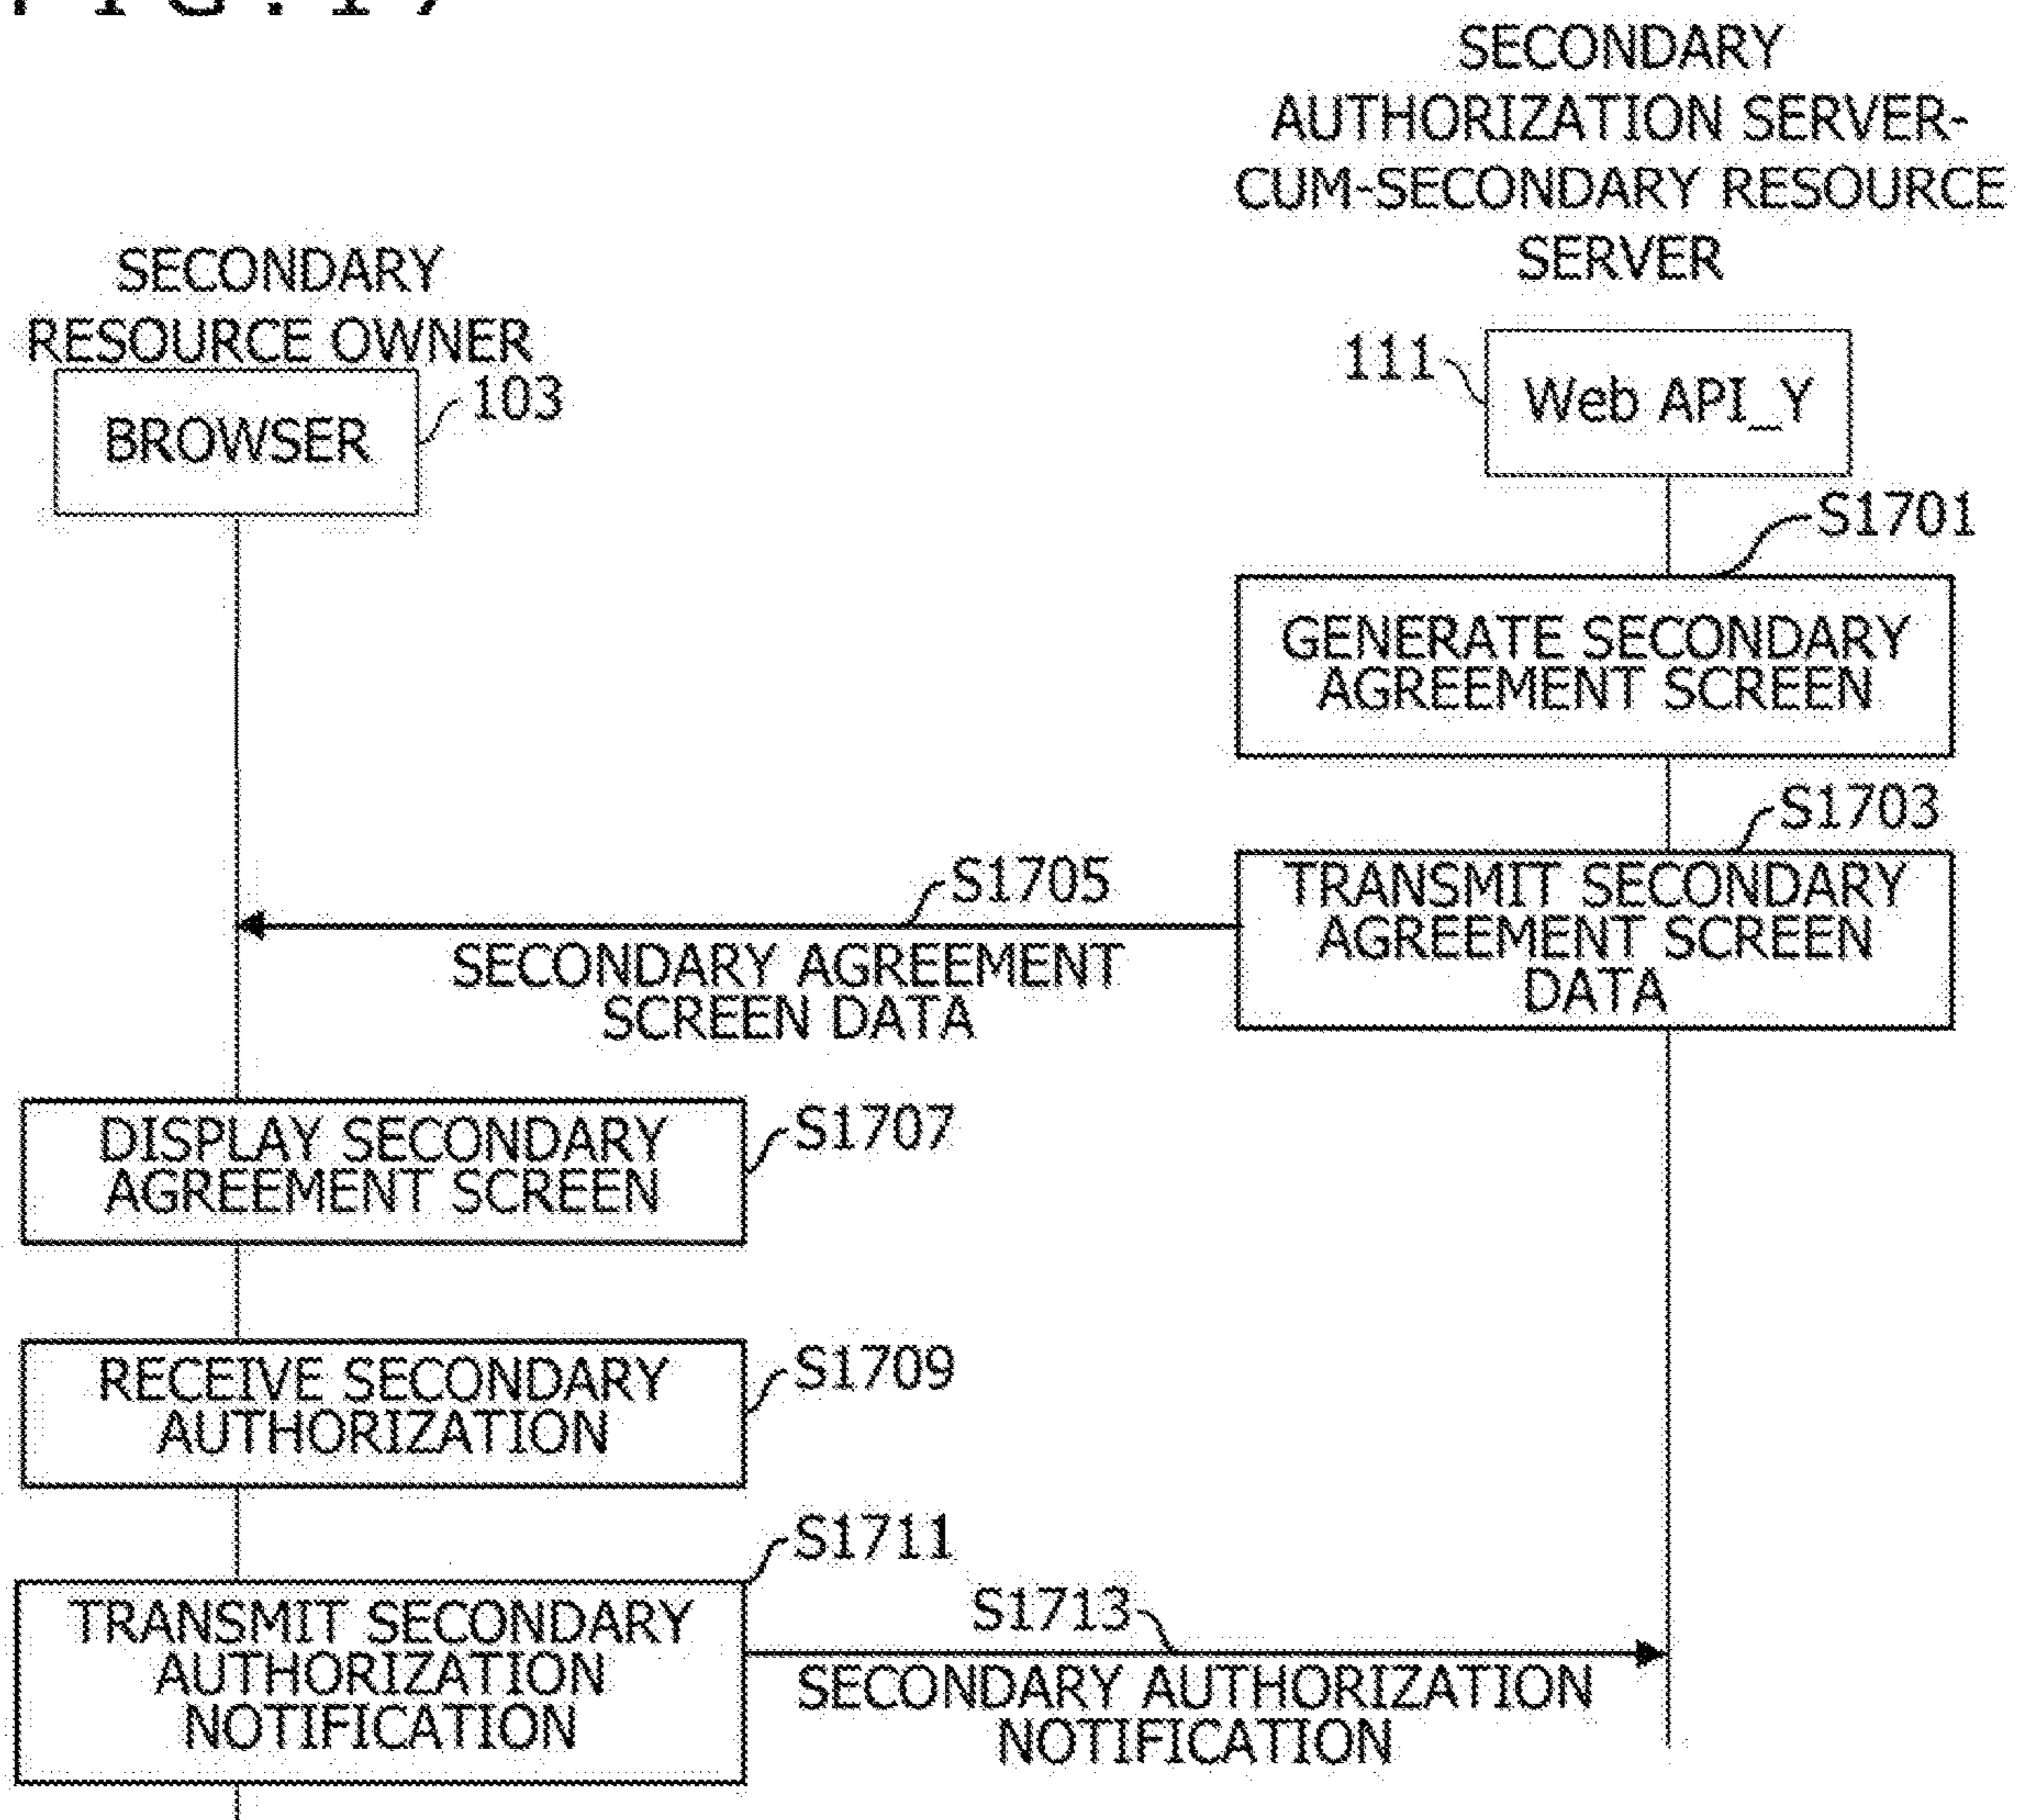 FIG.17
SECONDARY
AUTHORIZATION SERVER-
CUM-SECONDARY RESOURCE
SERVER
SECONDARY
RESOURCE OWNER
111
Web API_Y
103
BROWSER
S1701
GENERATE SECONDARY
AGREEMENT SCREEN
S1703
TRANSMIT SECONDARY
AGREEMENT SCREEN
DATA
S1705
SECONDARY AGREEMENT
SCREEN DATA
DISPLAY SECONDARY
AGREEMENT SCREEN
S1707
RECEIVE SECONDARY
AUTHORIZATION
S1709
S1711
TRANSMIT SECONDARY
AUTHORIZATION
NOTIFICATION
S1713
SECONDARY AUTHORIZATION
NOTIFICATION